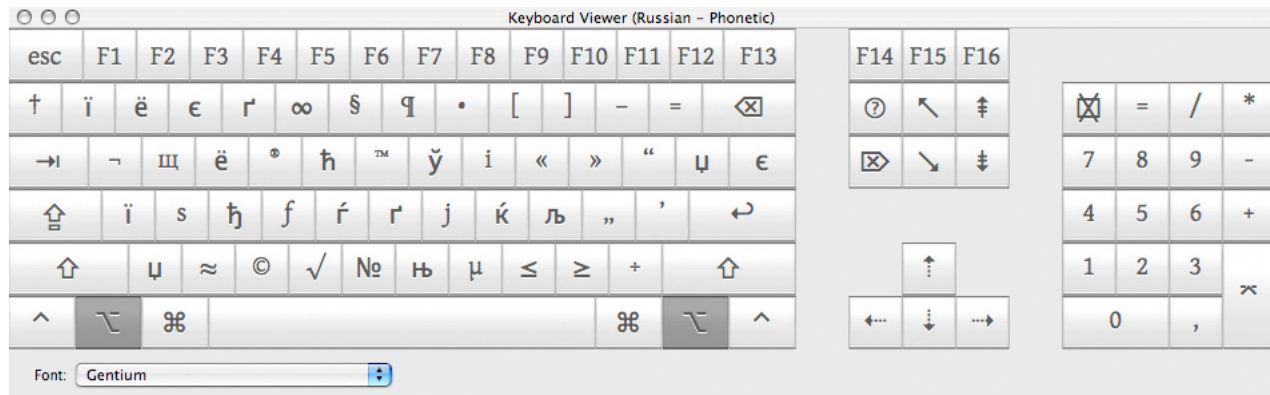 Keyboard Viewer (Russian – Phonetic)
esc F1 F2 F3 F4 F5 F6 F7 F8 F9 F10 F11 F12 F13 F14 F15 F16
† ї ё є ґ ∞ § ¶ • [ ] – = = / *
¬ щ ё ® ћ ™ ў і « » “ џ є 7 8 9 -
ї ѕ ђ ƒ ѓ ґ ј ќ љ „ ’ 4 5 6 +
џ ≈ © √ № њ µ ≤ ≥ ÷ 1 2 3
⌘ ⌘ 0 ,
Font: Gentium